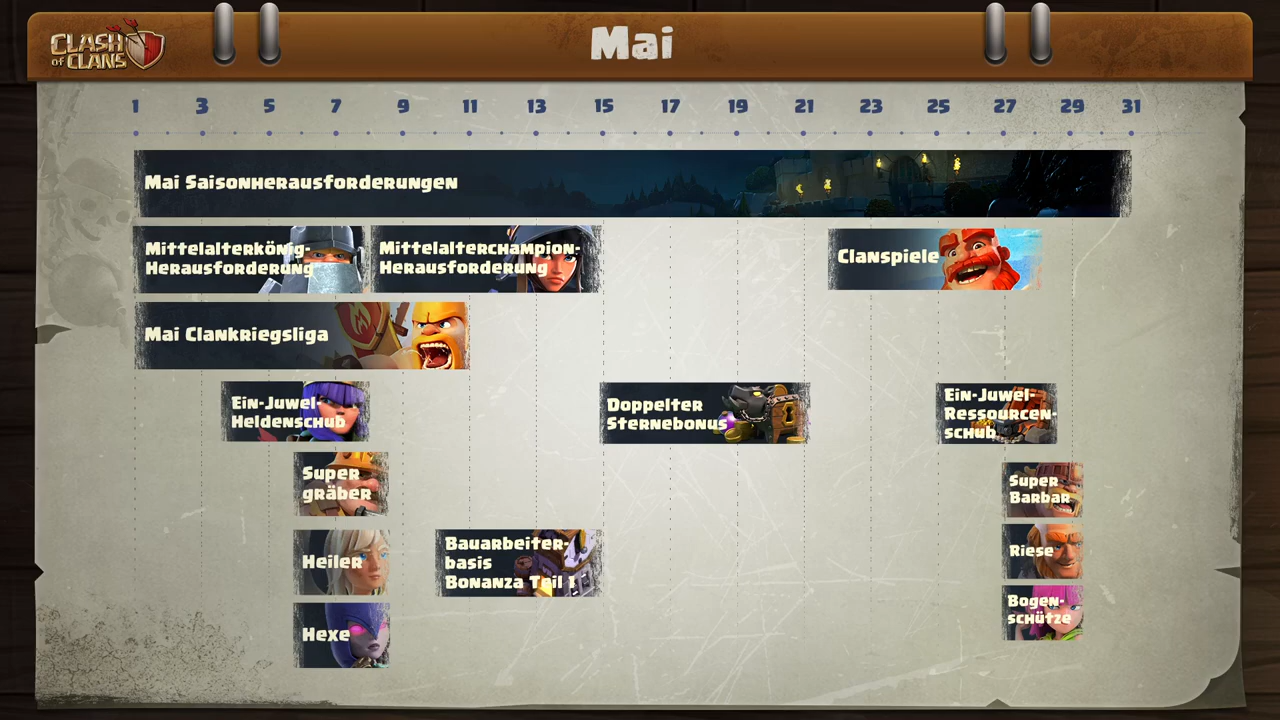 CLASH
of CLANS
Mai
1 3 5 7 9 11 13 15 17 19 21 23 25 27 29 31
Mai Saisonherausforderungen
Mittelalterkönig-
Herausforderung
Mittelalterchampion-
Herausforderung
Clanspiele
Mai Clankriegsliga
Ein-Juwel-
Heldenschub
Doppelter
Sternebonus
Ein-Juwel-
Ressourcen-
schub
Super
gräber
Super
Barbar
Heiler
Bauarbeiter-
basis
Bonanza Teil 1
Riese
Hexe
Bogen-
schütze